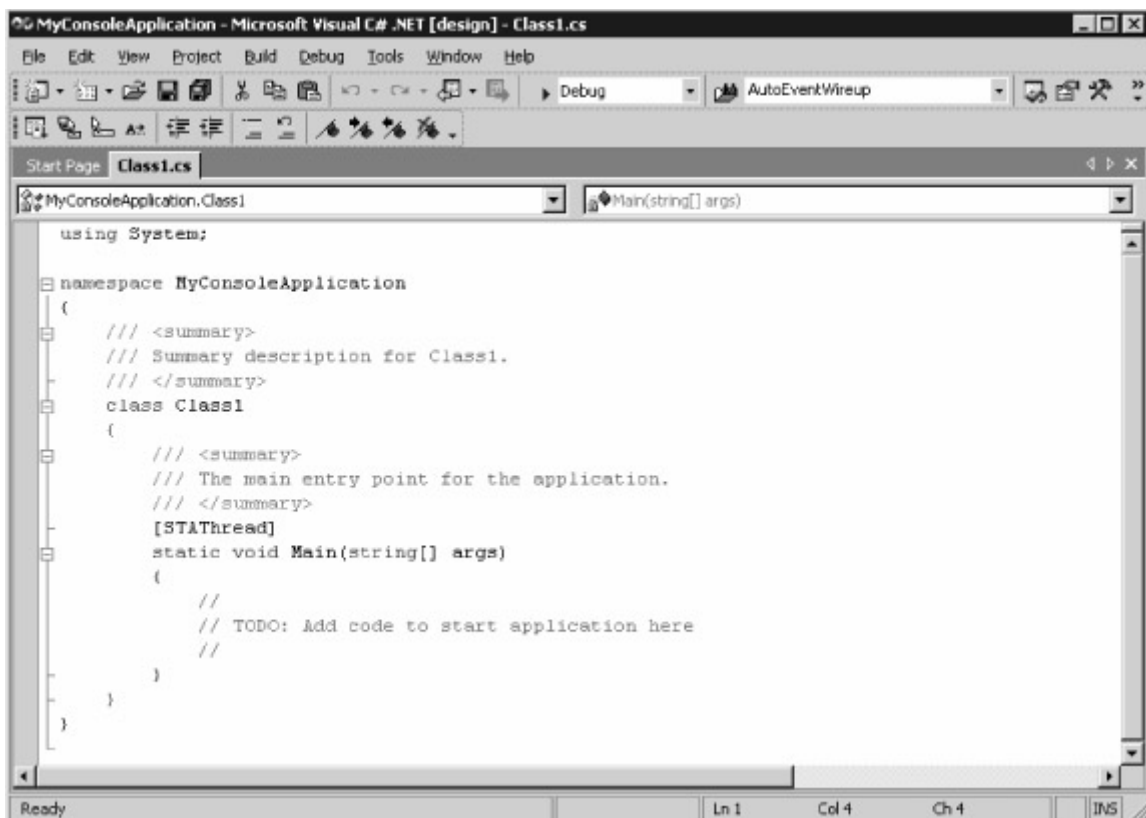 MyConsoleApplication - Microsoft Visual C# .NET [design] - Class1.cs
File Edit View Project Build Debug Tools Window Help
Debug AutoEventWireup
Start Page Class1.cs
MyConsoleApplication.Class1 Main(string[] args)
using System;
namespace MyConsoleApplication
{
/// <summary>
/// Summary description for Class1.
/// </summary>
class Class1
{
/// <summary>
/// The main entry point for the application.
/// </summary>
[STAThread]
static void Main(string[] args)
{
//
// TODO: Add code to start application here
//
}
}
}
Ready Ln 1 Col 4 Ch 4 INS